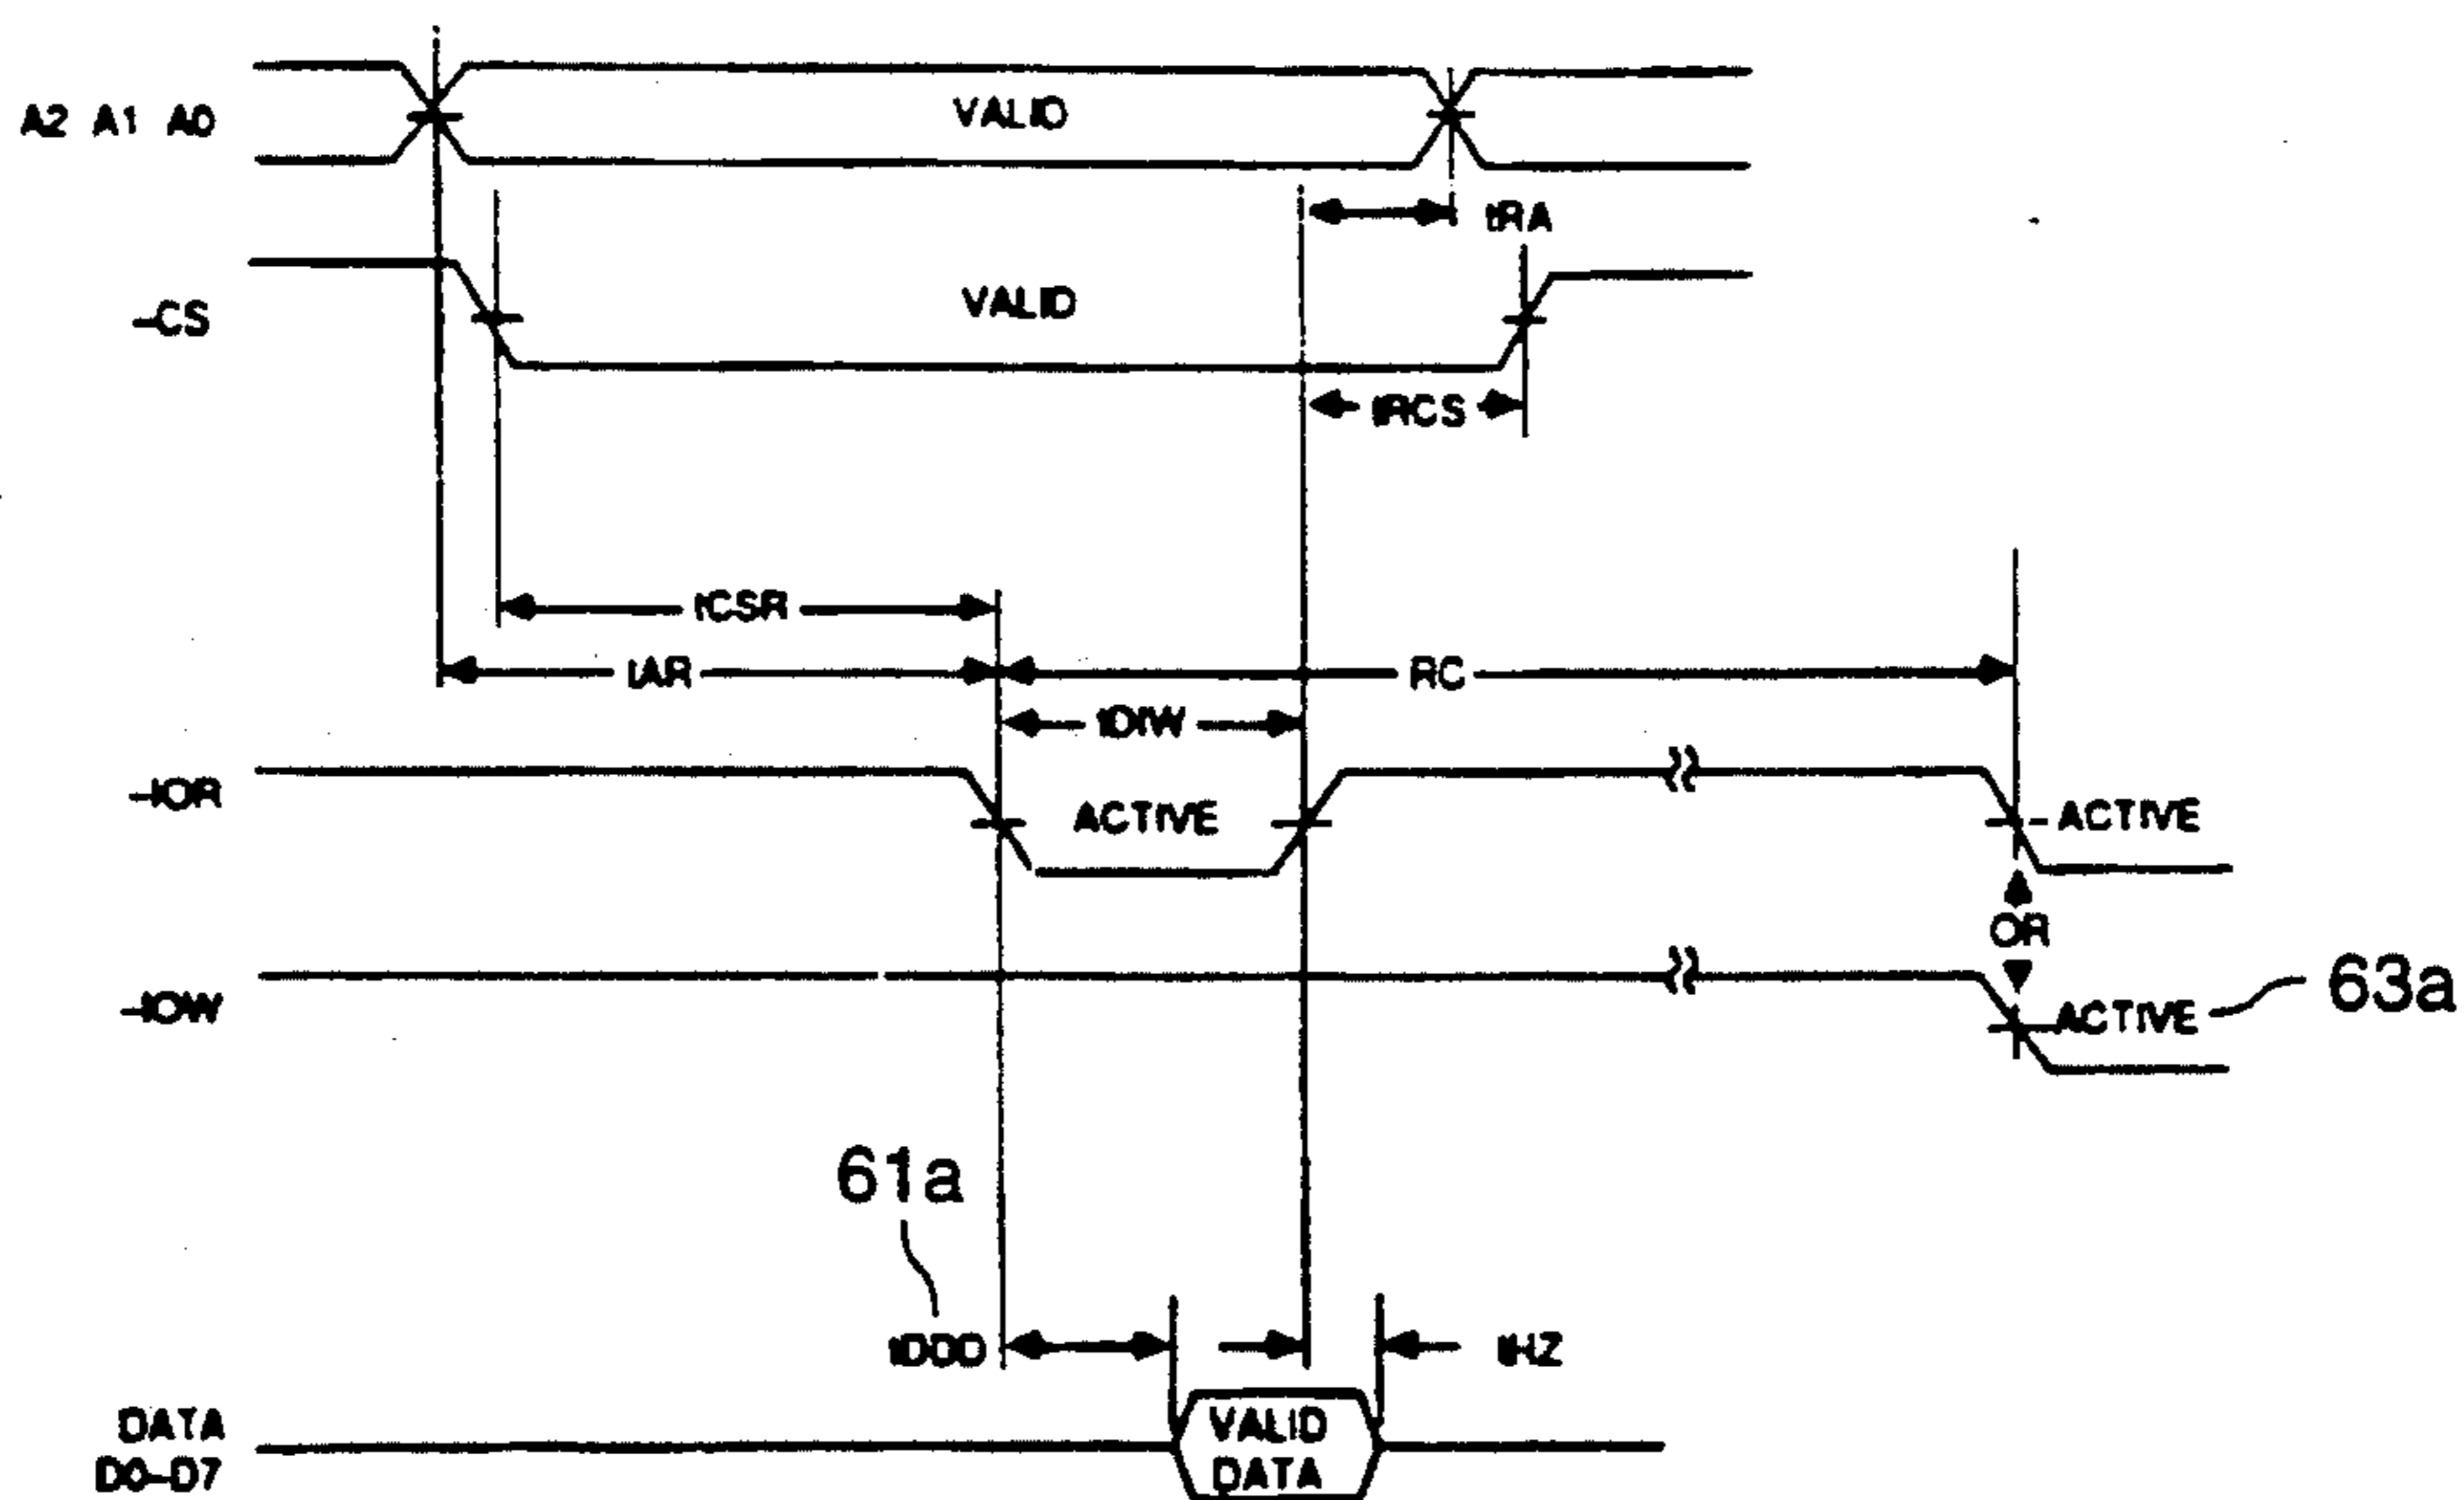 A2 A1 A0
VALID
tRA
-CS
VALID
tRCS
tCSR
tAR
RC
tDIW
-IOR
ACTIVE
ACTIVE
OR
-IOW
ACTIVE
63a
61a
tDDD
tHZ
DATA
D0-D7
VALID
DATA